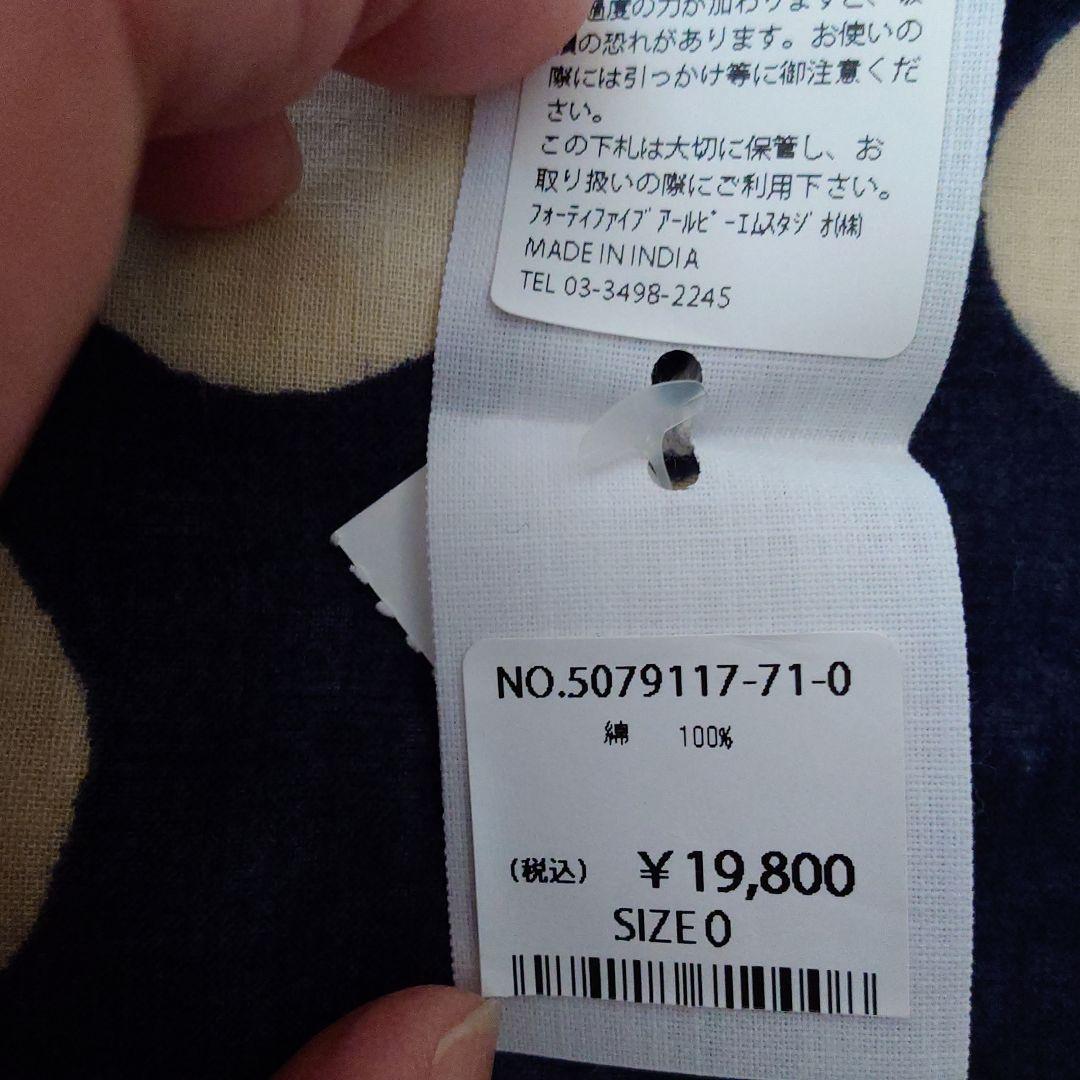 過度の力が加わりますと、
の恐れがあります。お使いの
際には引っかけ等に御注意くだ
さい。
この下札は大切に保管し、お
取り扱いの際にご利用下さい。
フォーティファイブ アールピーエムスタジオ(株)
MADE IN INDIA
TEL 03-3498-2245
NO.5079117-71-0
綿 100%
(税込) ¥19,800
SIZE 0